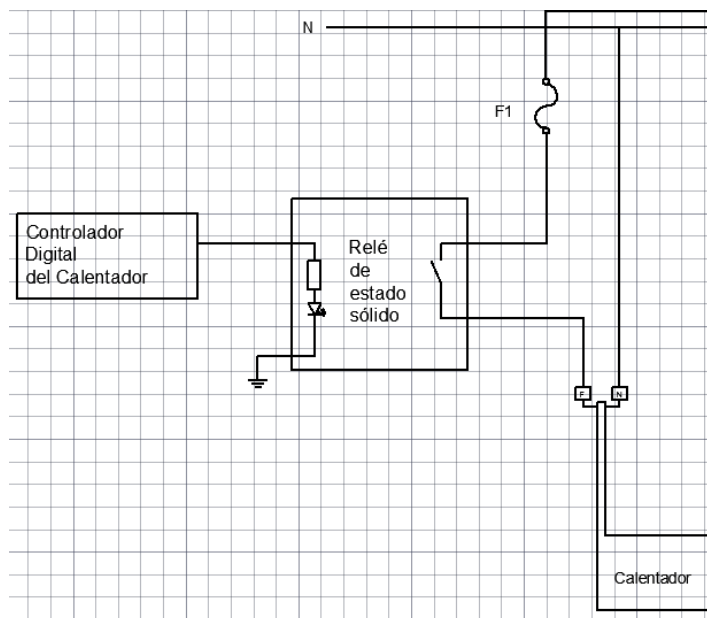 N
F1
Controlador
Digital
del Calentador
Relé
de
estado
sólido
F
N
Calentador